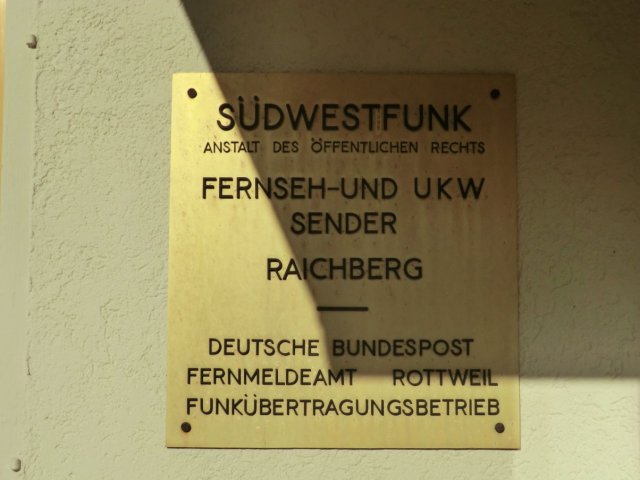 SÜDWESTFUNK
ANSTALT DES ÖFFENTLICHEN RECHTS
FERNSEH-UND UKW
SENDER
RAICHBERG
DEUTSCHE BUNDESPOST
FERNMELDEAMT ROTTWEIL
FUNKÜBERTRAGUNGSBETRIEB